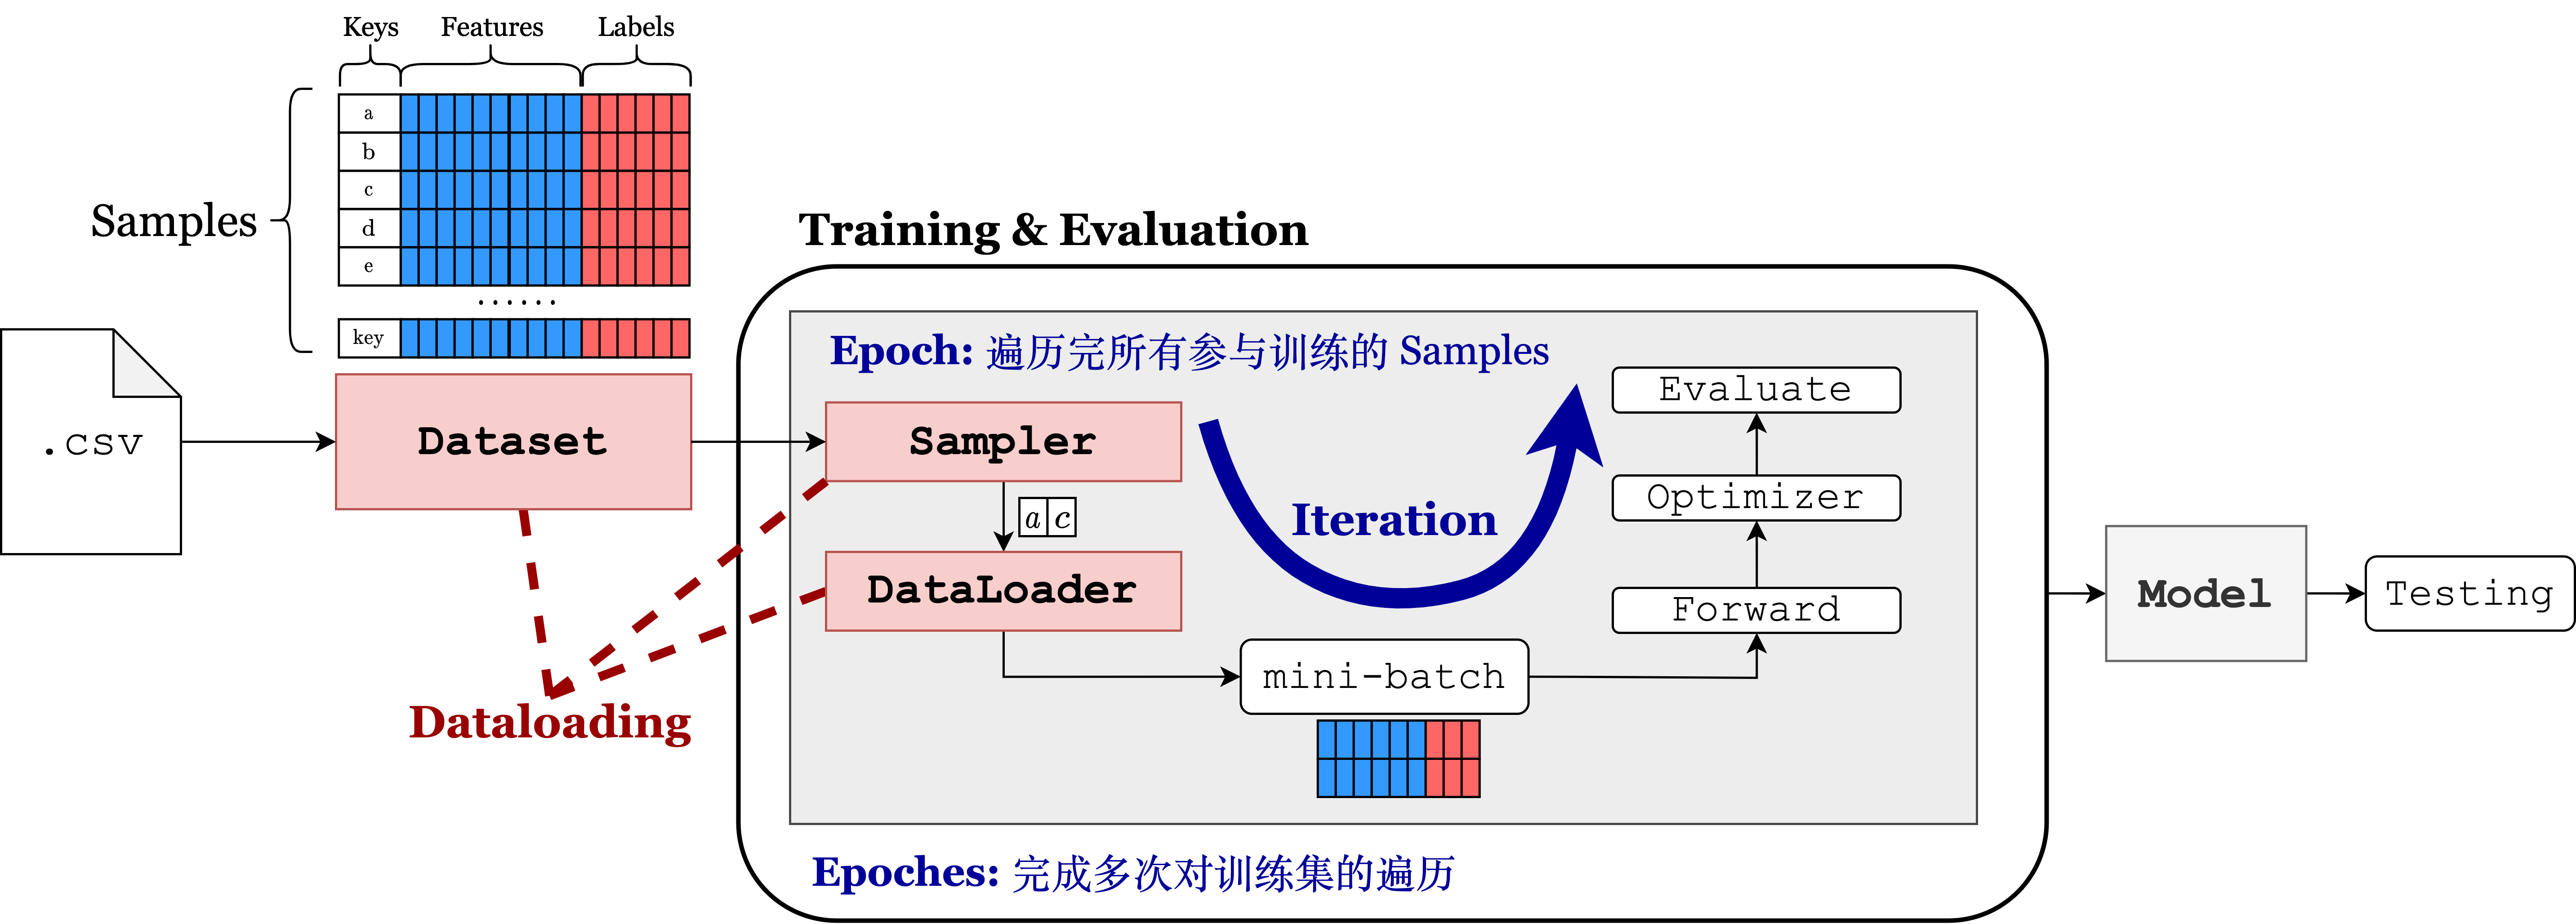 Keys Features Labels
a
b
c
d
e
......
key
Samples
.csv
Dataset
Dataloading
Training & Evaluation
Epoch: 遍历完所有参与训练的 Samples
Sampler
a c
DataLoader
Iteration
mini-batch
Evaluate
Optimizer
Forward
Epoches: 完成多次对训练集的遍历
Model
Testing